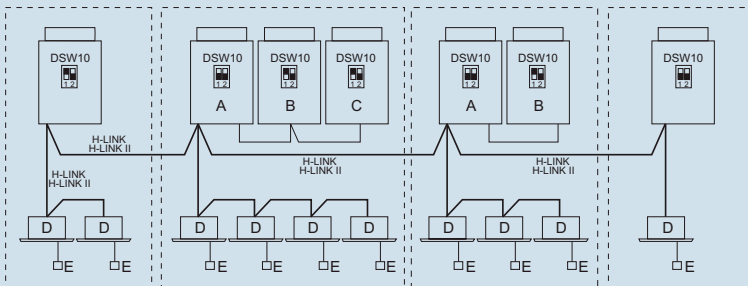 DSW10 DSW10 DSW10 DSW10 DSW10 DSW10 DSW10
1 2 1 2 1 2 1 2 1 2 1 2 1 2
A B C A B
H-LINK
H-LINK II
H-LINK
H-LINK II
H-LINK
H-LINK II
H-LINK
H-LINK II
D D D D D D D D D D
E E E E E E E E E E